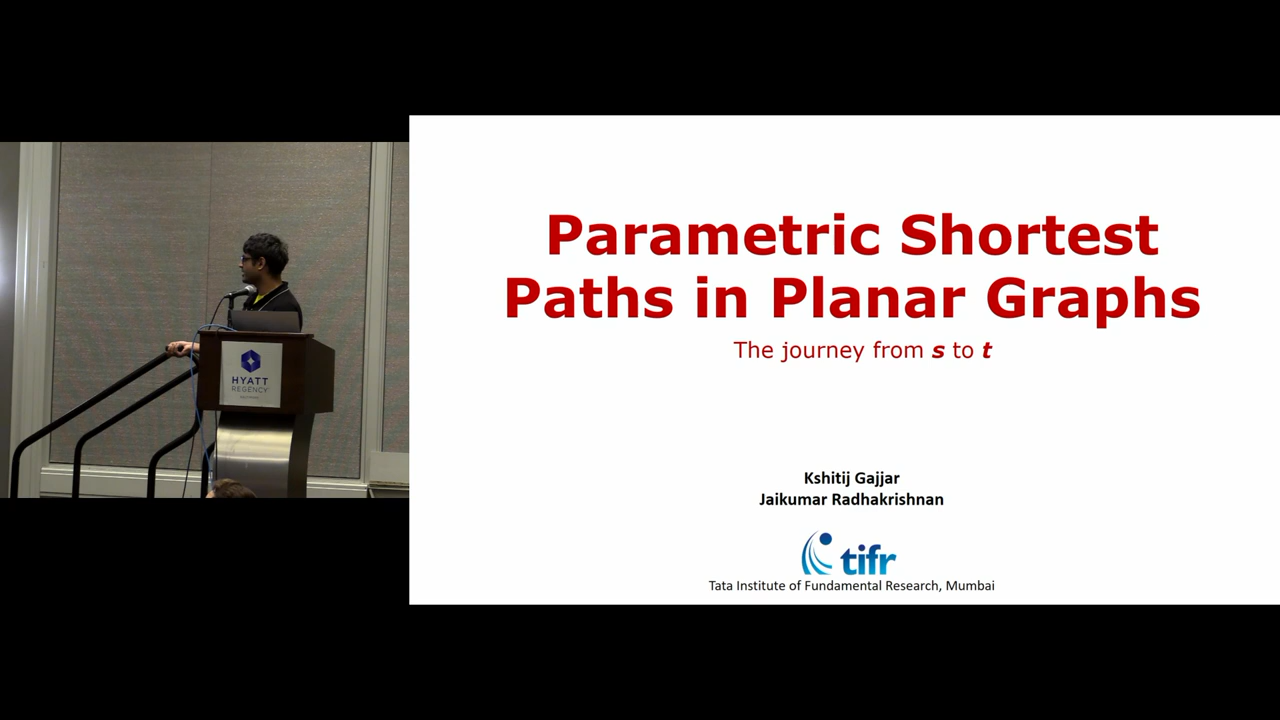 Parametric Shortest
Paths in Planar Graphs
The journey from s to t
Kshitij Gajjar
Jaikumar Radhakrishnan
tifr
Tata Institute of Fundamental Research, Mumbai
HYATT
REGENCY